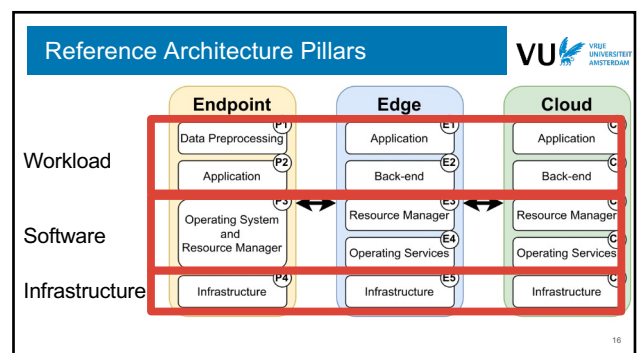 Reference Architecture Pillars
VU
VRIJE
UNIVERSITEIT
AMSTERDAM
Endpoint
Edge
Cloud
Workload
Data Preprocessing
P1
Application
E1
Application
C
Application
P2
Back-end
E2
Back-end
C
Software
Operating System
and
Resource Manager
P3
Resource Manager
E3
Resource Manager
C
Operating Services
E4
Operating Services
C
Infrastructure
Infrastructure
P4
Infrastructure
E5
Infrastructure
C
16